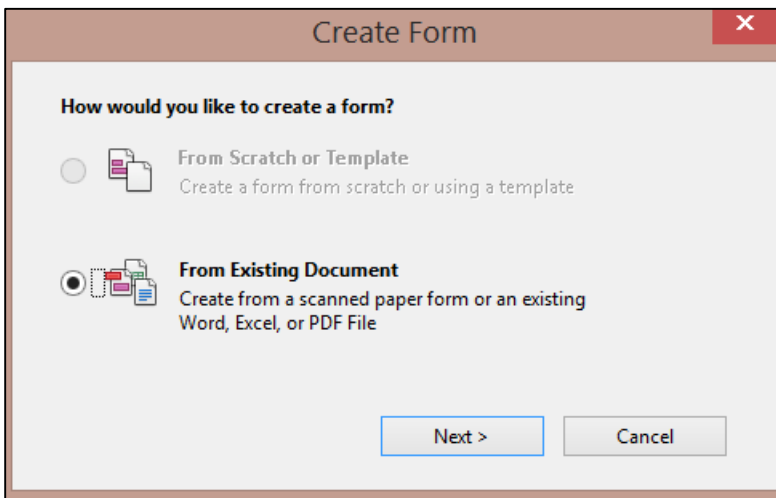 Create Form
How would you like to create a form?
From Scratch or Template
Create a form from scratch or using a template
From Existing Document
Create from a scanned paper form or an existing
Word, Excel, or PDF File
Next >
Cancel